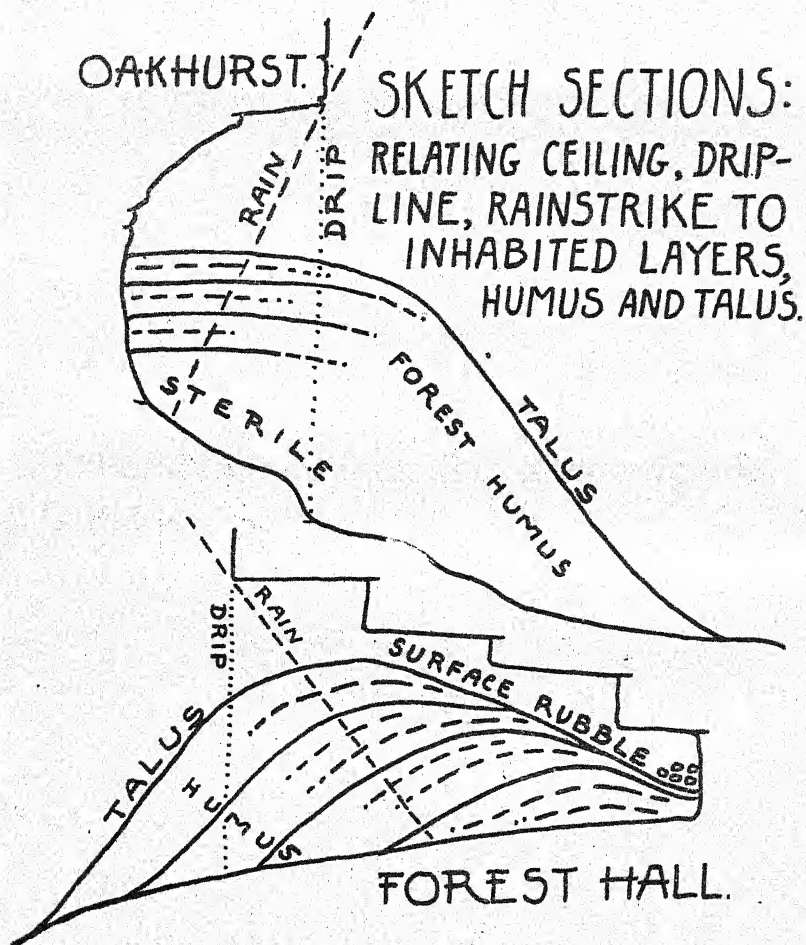 OAKHURST.
SKETCH SECTIONS:
RELATING CEILING, DRIP-
LINE, RAINSTRIKE TO
INHABITED LAYERS,
HUMUS AND TALUS.
RAIN
DRIP
STERILE
FOREST HUMUS
TALUS
DRIP
RAIN
SURFACE RUBBLE
TALUS
HUMUS
FOREST HALL.